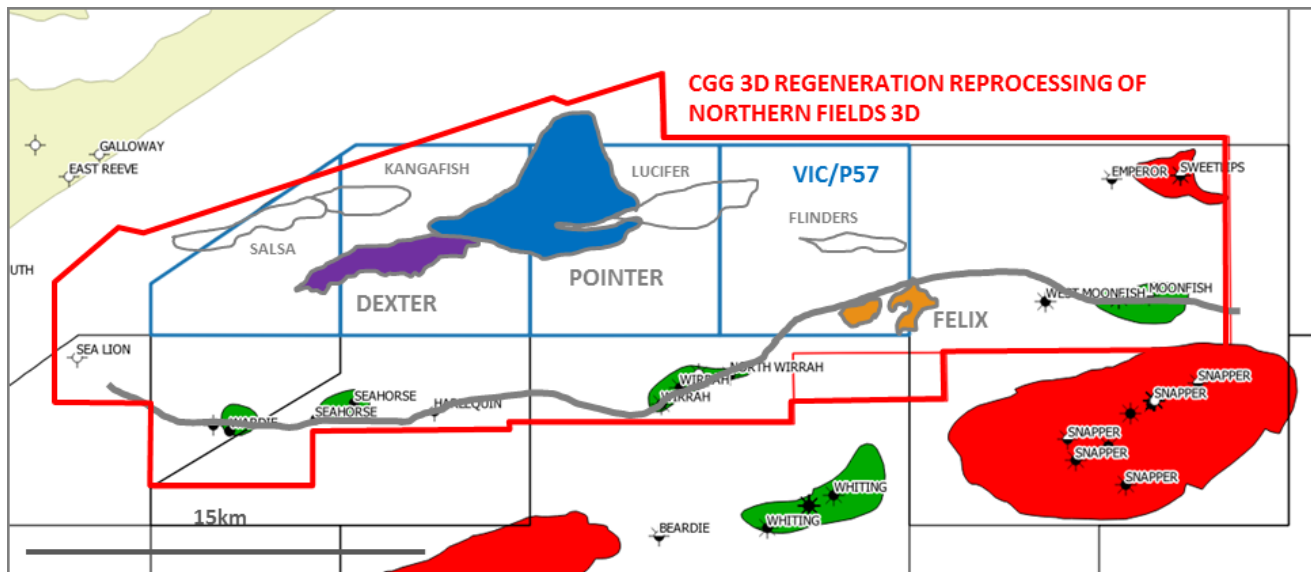 CGG 3D REGENERATION REPROCESSING OF
NORTHERN FIELDS 3D
GALLOWAY
EAST REEVE
KANGAFISH
LUCIFER
VIC/P57
EMPEROR
SWEETLIPS
SALSA
FLINDERS
UTH
DEXTER
POINTER
FELIX
WEST MOONFISH
MOONFISH
SEA LION
NORTH WIRRAH
WIRRAH
WIRRAH
SEAHORSE
SEAHORSE
HARLEQUIN
WARDIE
SNAPPER
SNAPPER
SNAPPER
SNAPPER
SNAPPER
WHITING
WHITING
BEARDIE
15km